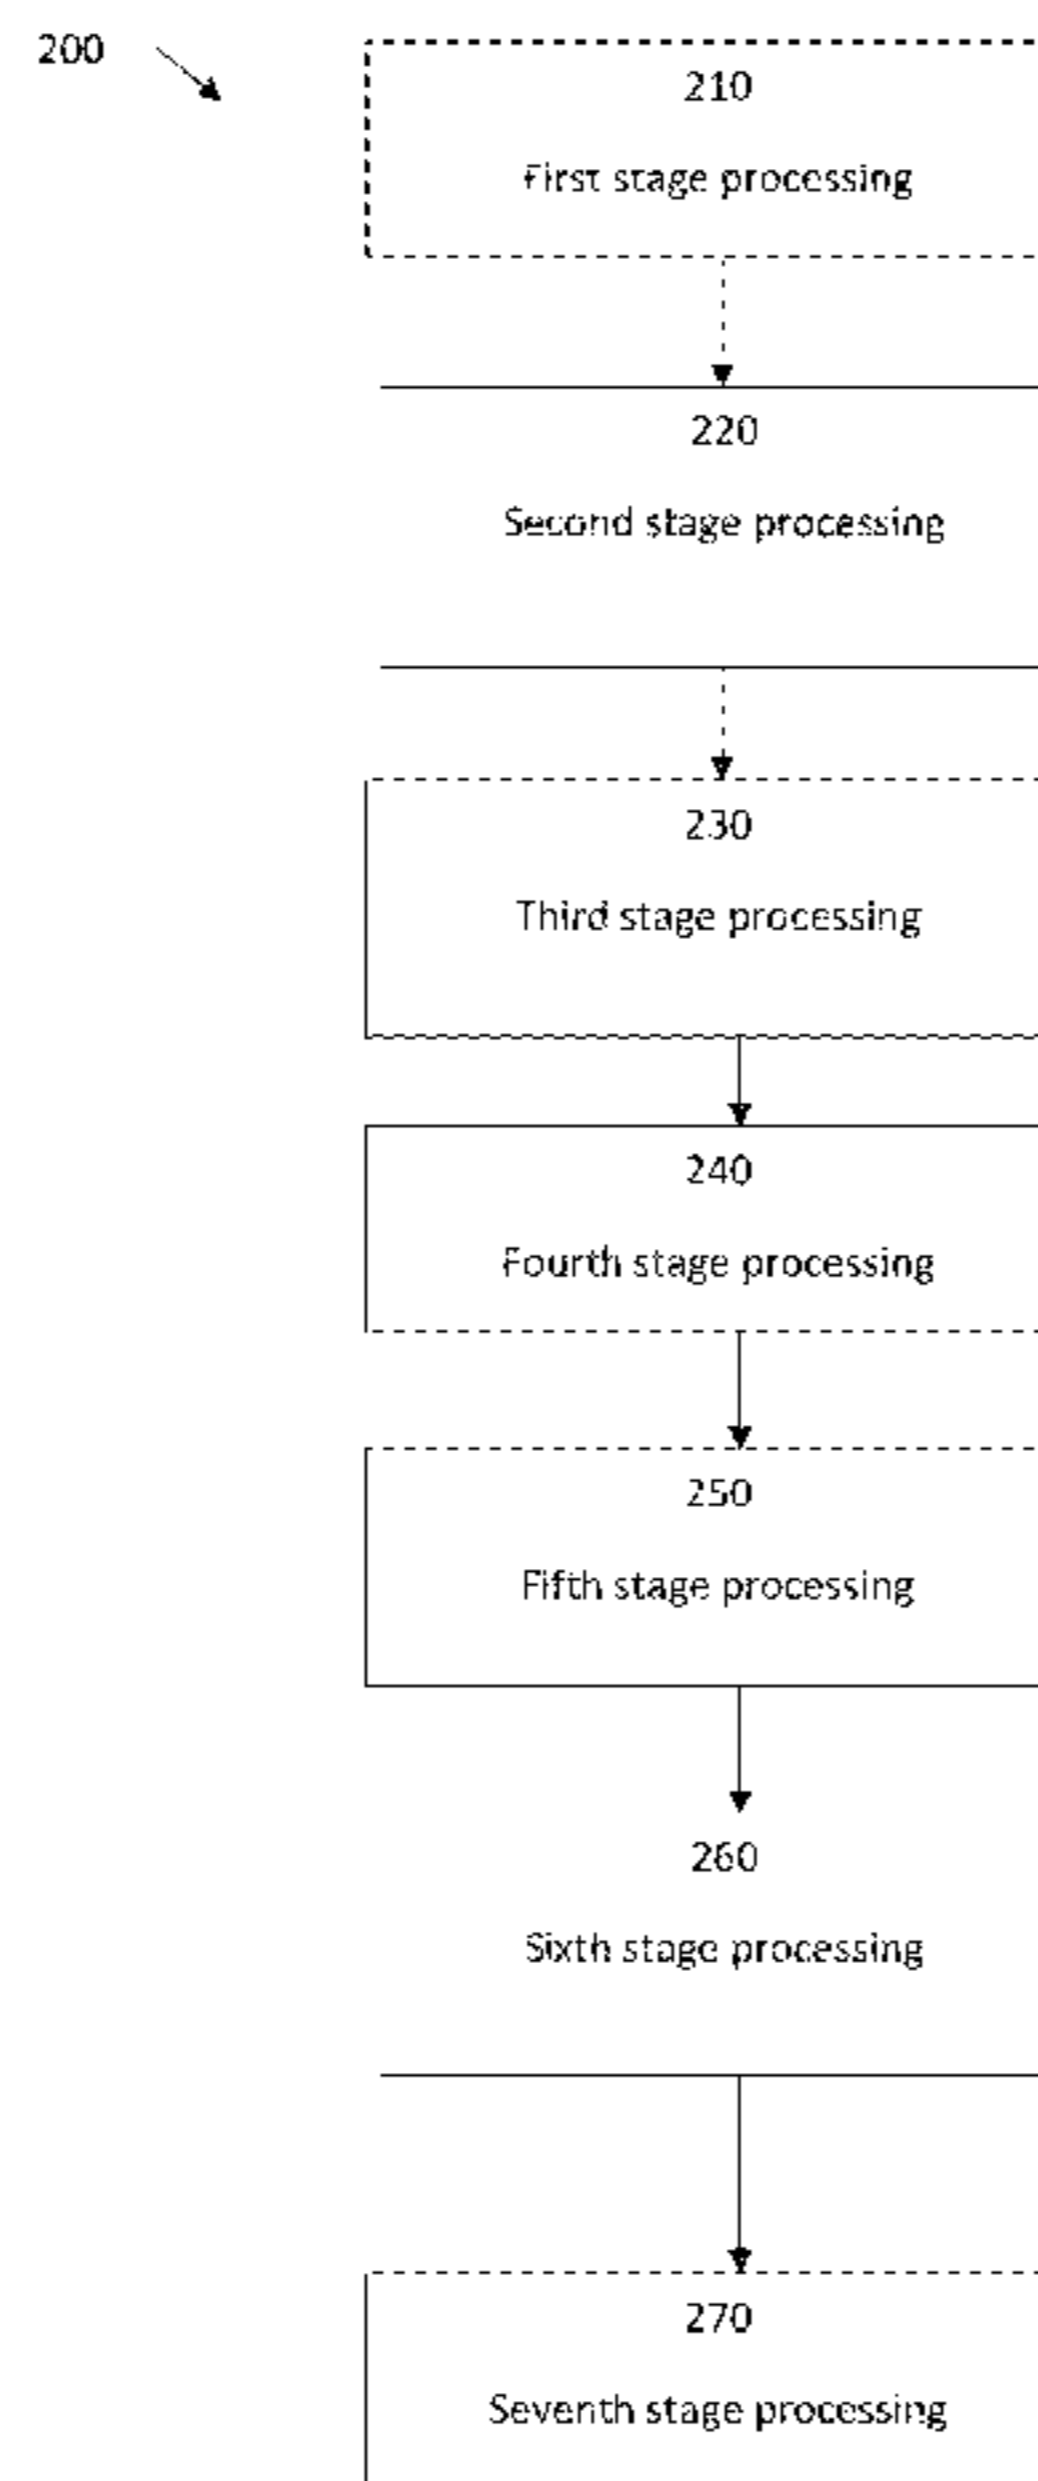 200
210
First stage processing
220
Second stage processing
230
Third stage processing
240
Fourth stage processing
250
Fifth stage processing
260
Sixth stage processing
270
Seventh stage processing